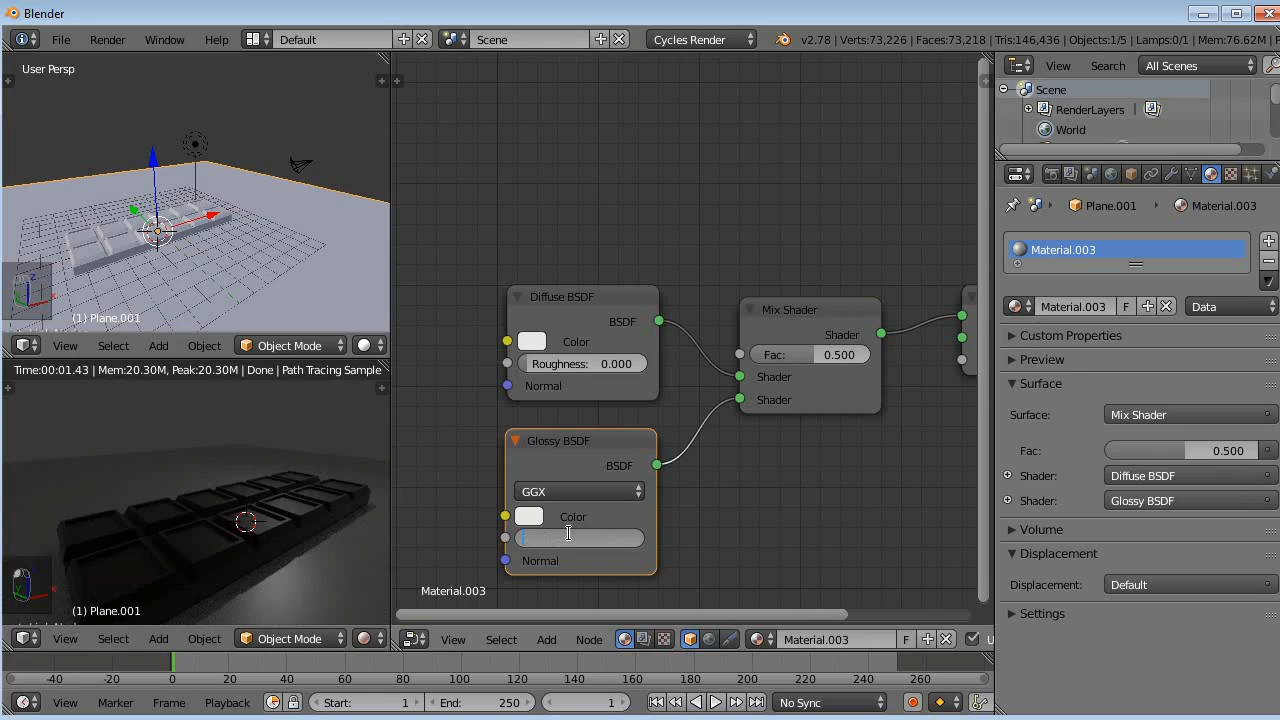 Blender
File Render Window Help Default Scene Cycles Render v2.78 | Verts:73,226 | Faces:73,218 | Tris:146,436 | Objects:1/5 | Lamps:0/1 | Mem:76.62M
User Persp
(1) Plane.001
View Select Add Object Object Mode
Time:00:01.43 | Mem:20.30M, Peak:20.30M | Done | Path Tracing Sample
(1) Plane.001
View Select Add Object Object Mode
Diffuse BSDF
BSDF
Color
Roughness: 0.000
Normal
Glossy BSDF
BSDF
GGX
Color
Normal
Mix Shader
Shader
Fac: 0.500
Shader
Shader
Material.003
View Select Add Node Material.003 F
View Search All Scenes
Scene
RenderLayers |
World
Plane.001 Material.003
Material.003
Material.003 F Data
Custom Properties
Preview
Surface
Surface: Mix Shader
Fac: 0.500
Shader: Diffuse BSDF
Shader: Glossy BSDF
Volume
Displacement
Displacement: Default
Settings
-40 -20 0 20 40 60 80 100 120 140 160 180 200 220 240 260
View Marker Frame Playback Start: 1 End: 250 1 No Sync